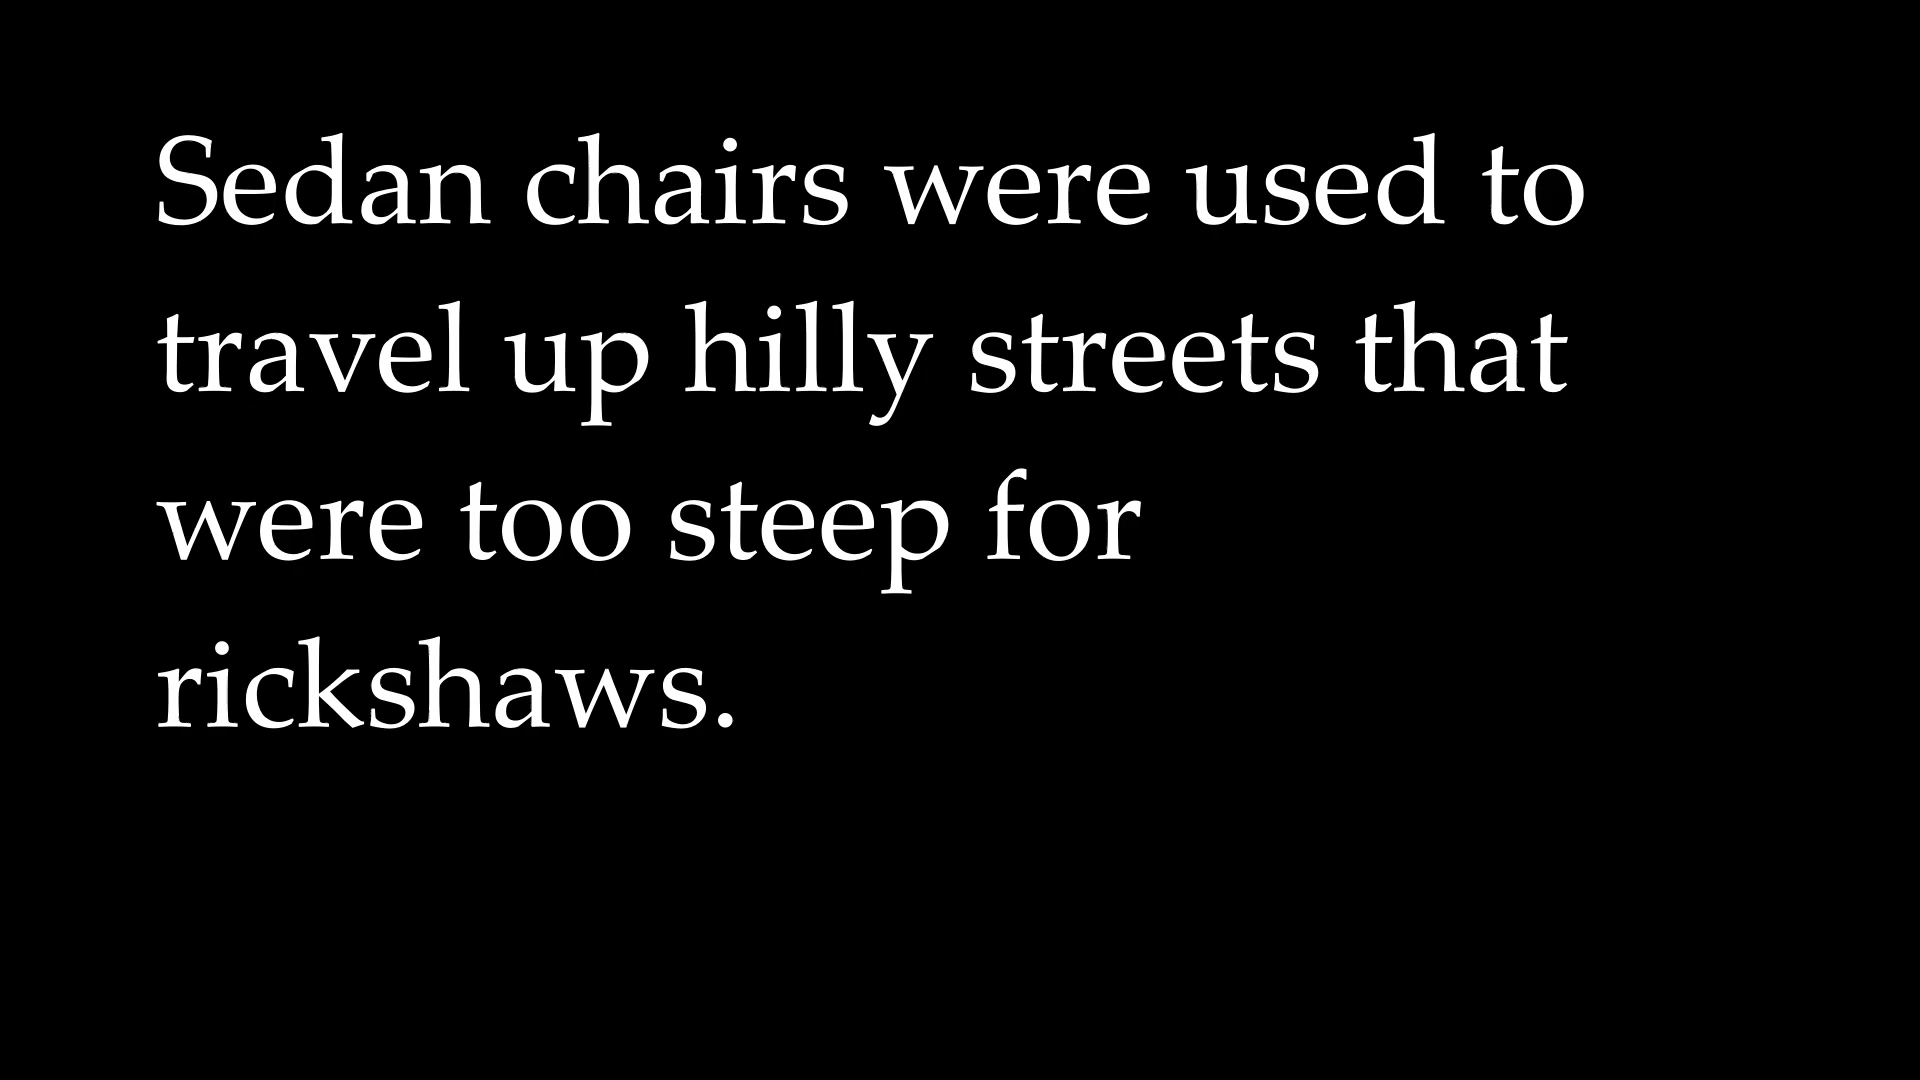 Sedan chairs were used to
travel up hilly streets that
were too steep for
rickshaws.